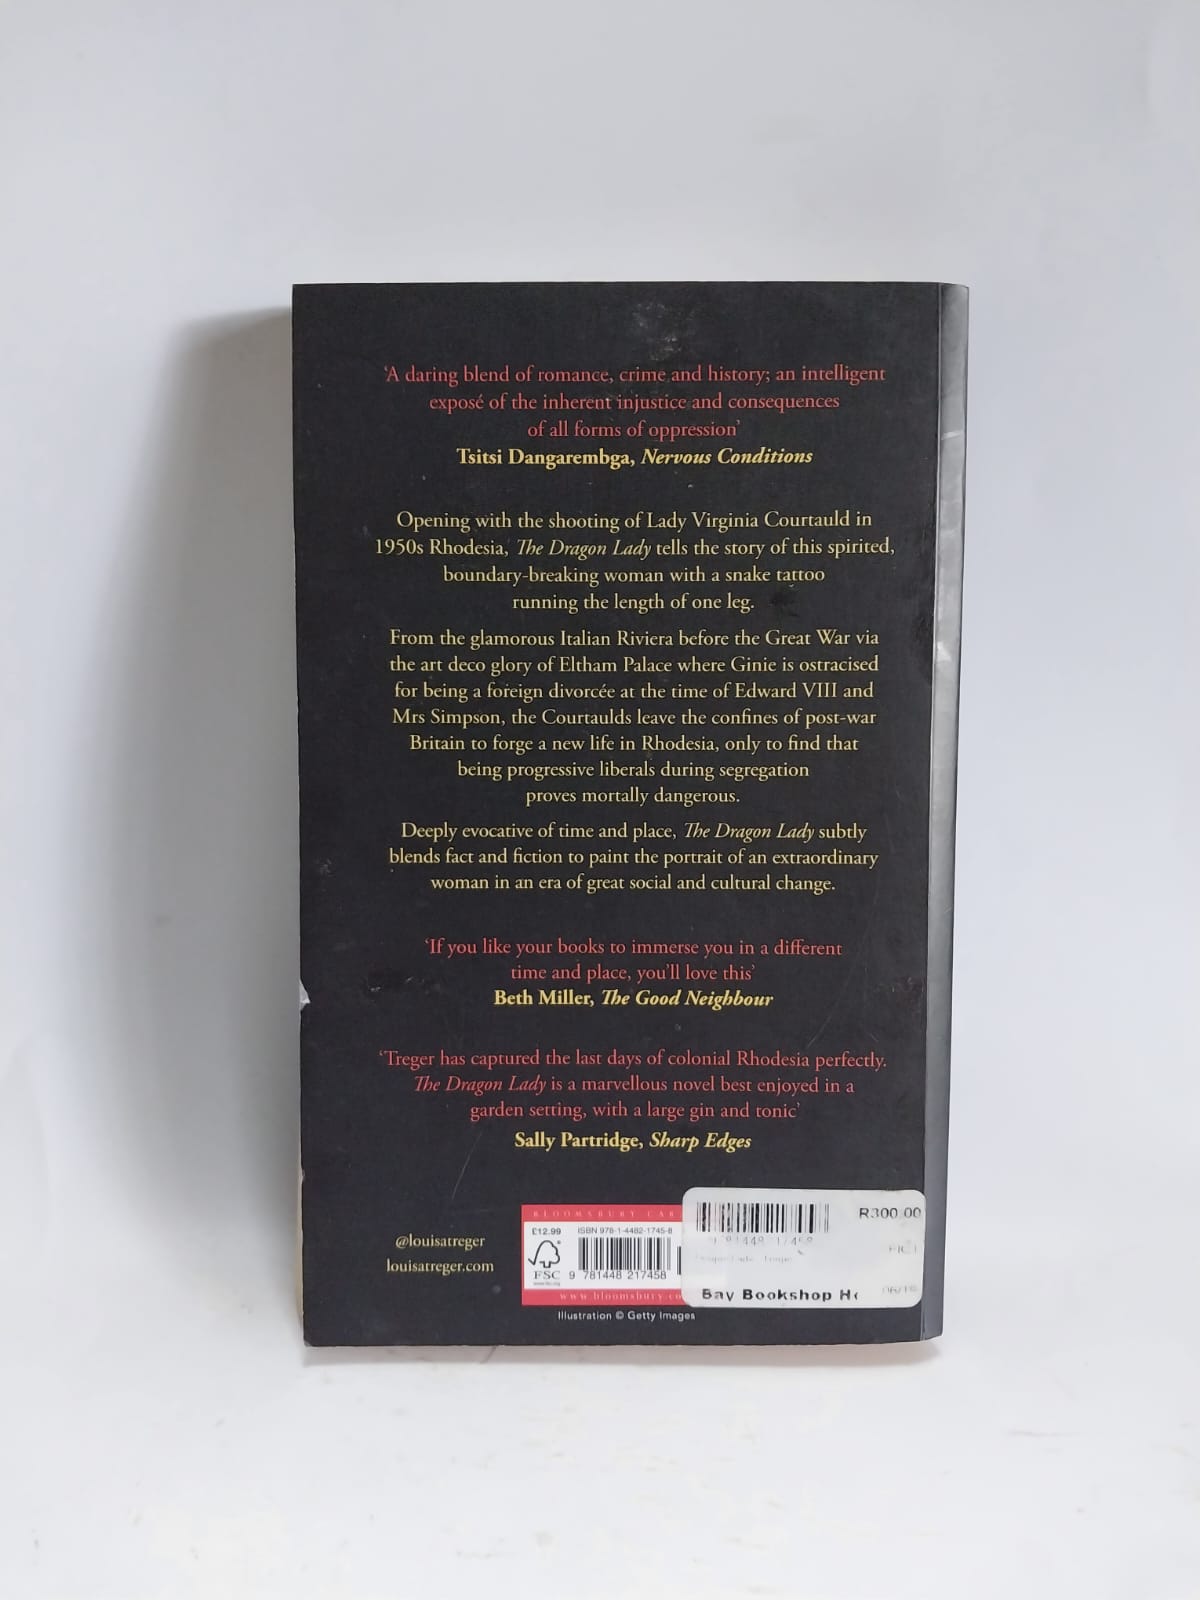 ‘A daring blend of romance, crime and history; an intelligent
exposé of the inherent injustice and consequences
of all forms of oppression’
Tsitsi Dangarembga, Nervous Conditions
Opening with the shooting of Lady Virginia Courtauld in
1950s Rhodesia, The Dragon Lady tells the story of this spirited,
boundary-breaking woman with a snake tattoo
running the length of one leg.
From the glamorous Italian Riviera before the Great War via
the art deco glory of Eltham Palace where Ginie is ostracised
for being a foreign divorcée at the time of Edward VIII and
Mrs Simpson, the Courtaulds leave the confines of post-war
Britain to forge a new life in Rhodesia, only to find that
being progressive liberals during segregation
proves mortally dangerous.
Deeply evocative of time and place, The Dragon Lady subtly
blends fact and fiction to paint the portrait of an extraordinary
woman in an era of great social and cultural change.
‘If you like your books to immerse you in a different
time and place, you’ll love this’
Beth Miller, The Good Neighbour
‘Treger has captured the last days of colonial Rhodesia perfectly.
The Dragon Lady is a marvellous novel best enjoyed in a
garden setting, with a large gin and tonic’
Sally Partridge, Sharp Edges
@louisatreger
louisatreger.com
BLOOMSBURY CAR
£12.99
ISBN 978-1-4482-1745-8
FSC
9 781448 217458
www.bloomsbury.co
Illustration © Getty Images
R300.00
Bay Bookshop